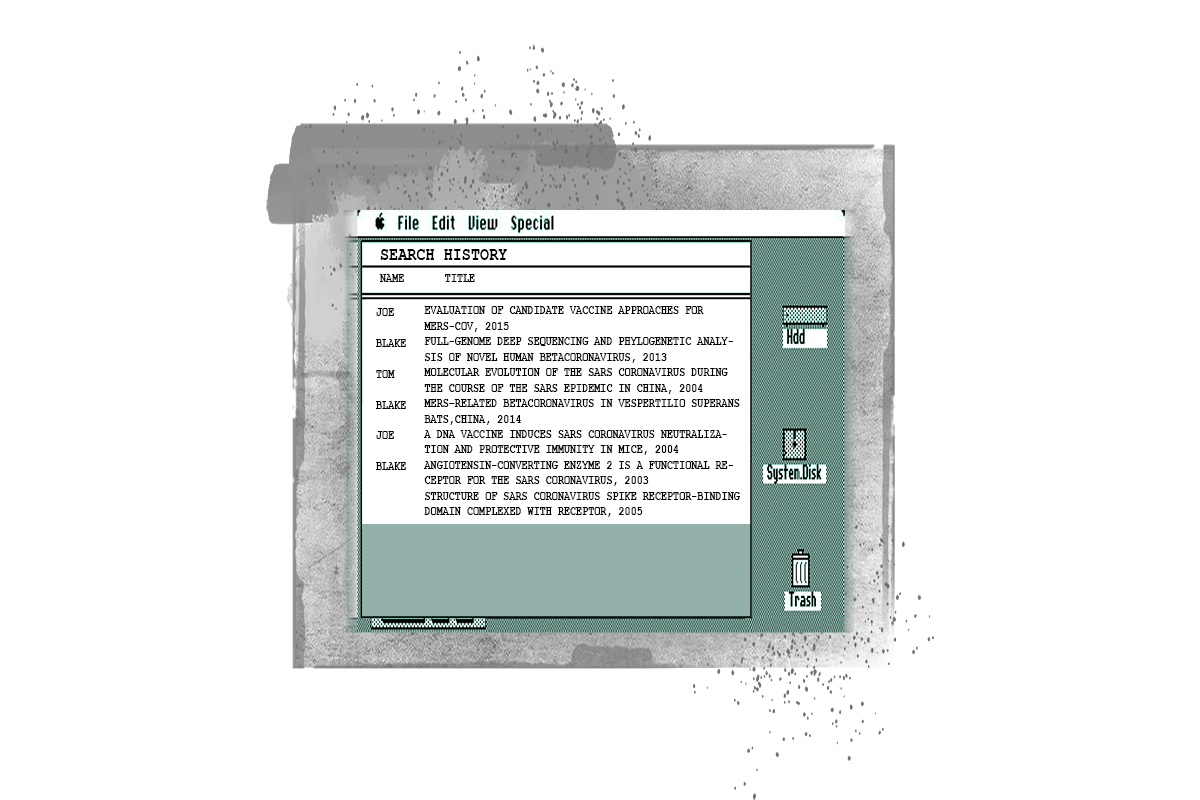 File Edit View Special
SEARCH HISTORY
NAME TITLE
JOE EVALUATION OF CANDIDATE VACCINE APPROACHES FOR
MERS-COV, 2015
BLAKE FULL-GENOME DEEP SEQUENCING AND PHYLOGENETIC ANALY-
SIS OF NOVEL HUMAN BETACORONAVIRUS, 2013
TOM MOLECULAR EVOLUTION OF THE SARS CORONAVIRUS DURING
THE COURSE OF THE SARS EPIDEMIC IN CHINA, 2004
BLAKE MERS-RELATED BETACORONAVIRUS IN VESPERTILIO SUPERANS
BATS,CHINA, 2014
JOE A DNA VACCINE INDUCES SARS CORONAVIRUS NEUTRALIZA-
TION AND PROTECTIVE IMMUNITY IN MICE, 2004
BLAKE ANGIOTENSIN-CONVERTING ENZYME 2 IS A FUNCTIONAL RE-
CEPTOR FOR THE SARS CORONAVIRUS, 2003
STRUCTURE OF SARS CORONAVIRUS SPIKE RECEPTOR-BINDING
DOMAIN COMPLEXED WITH RECEPTOR, 2005
Hdd
System.Disk
Trash